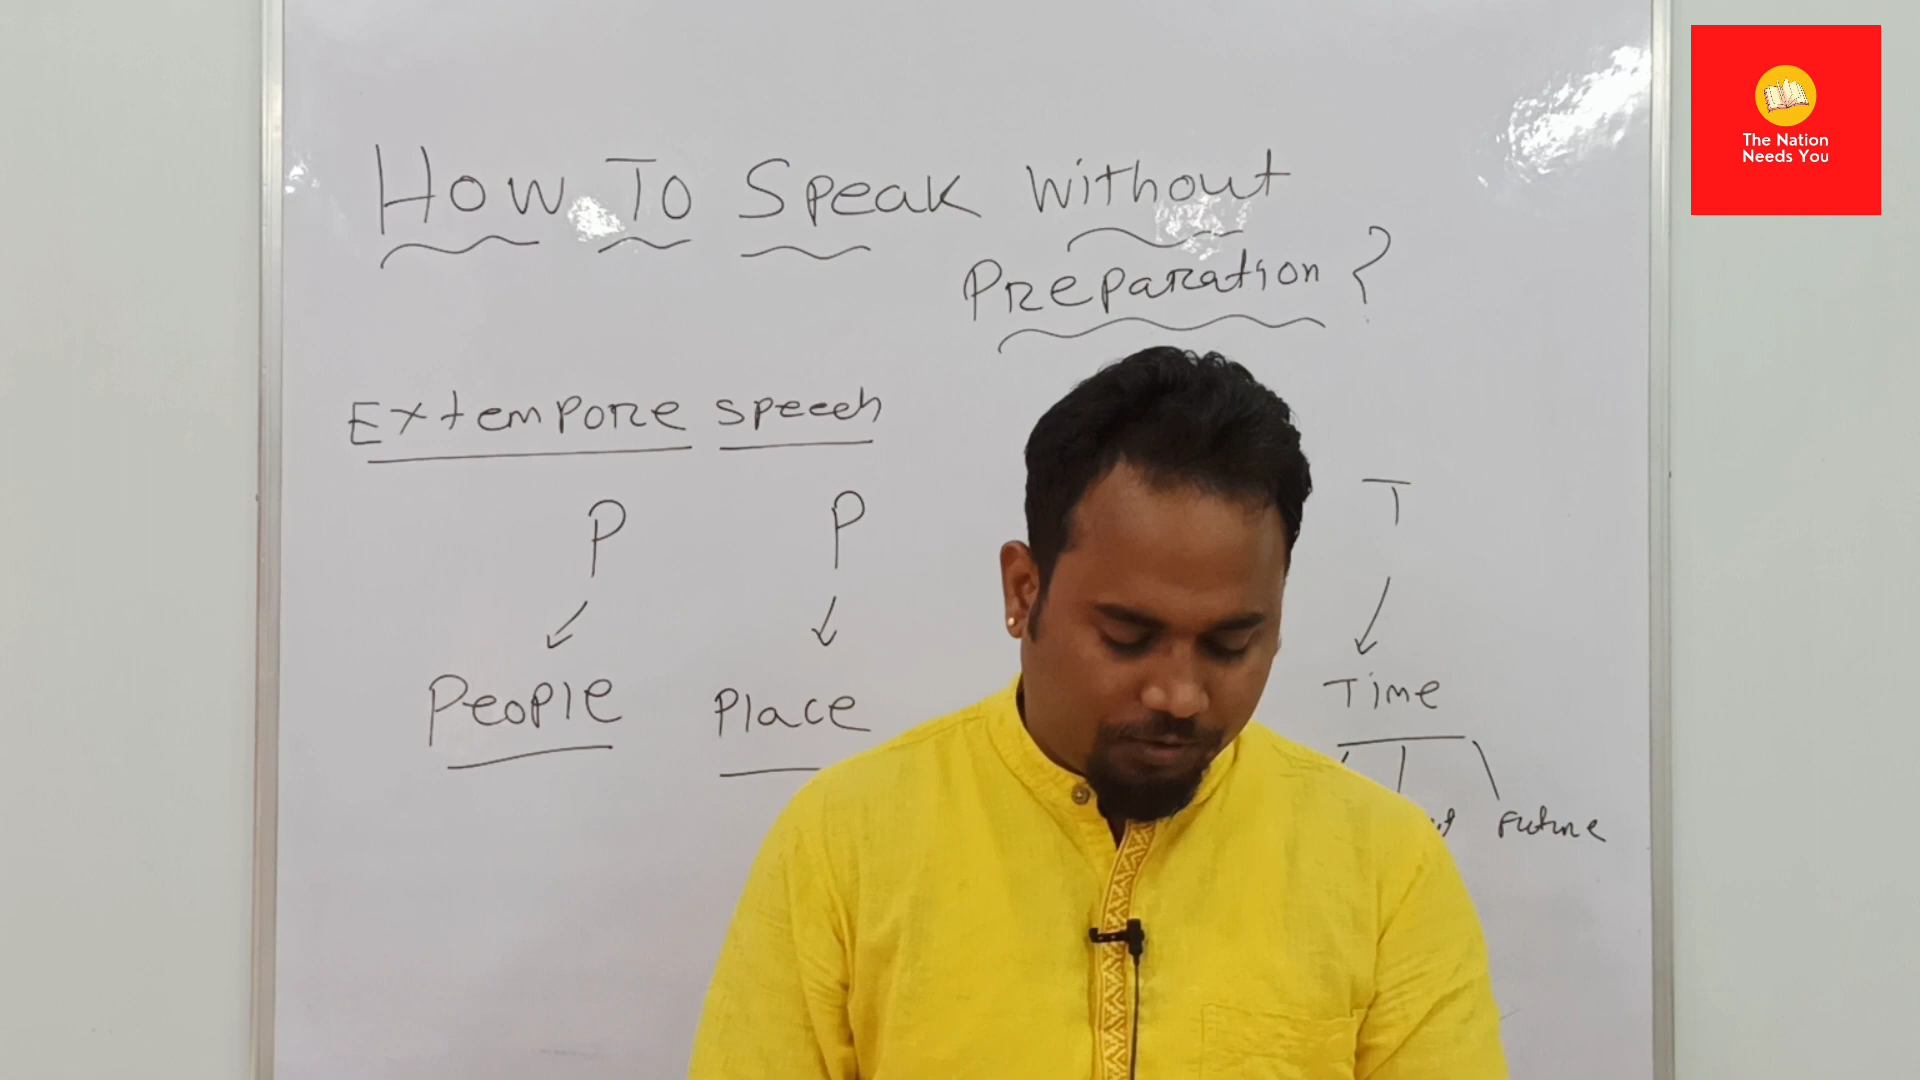 How To Speak Without
Preparation?
Extempore speech
P P T
People Place Time
Future
The Nation
Needs You